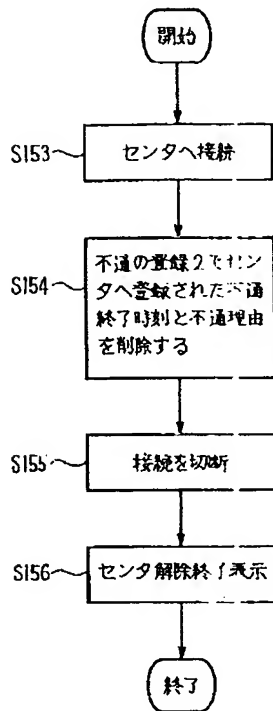 開始
S153
センタへ接続
S154
不通の登録2でセン
タへ登録された不通
終了時刻と不通理由
を削除する
S155
接続を切断
S156
センタ解除終了表示
終了